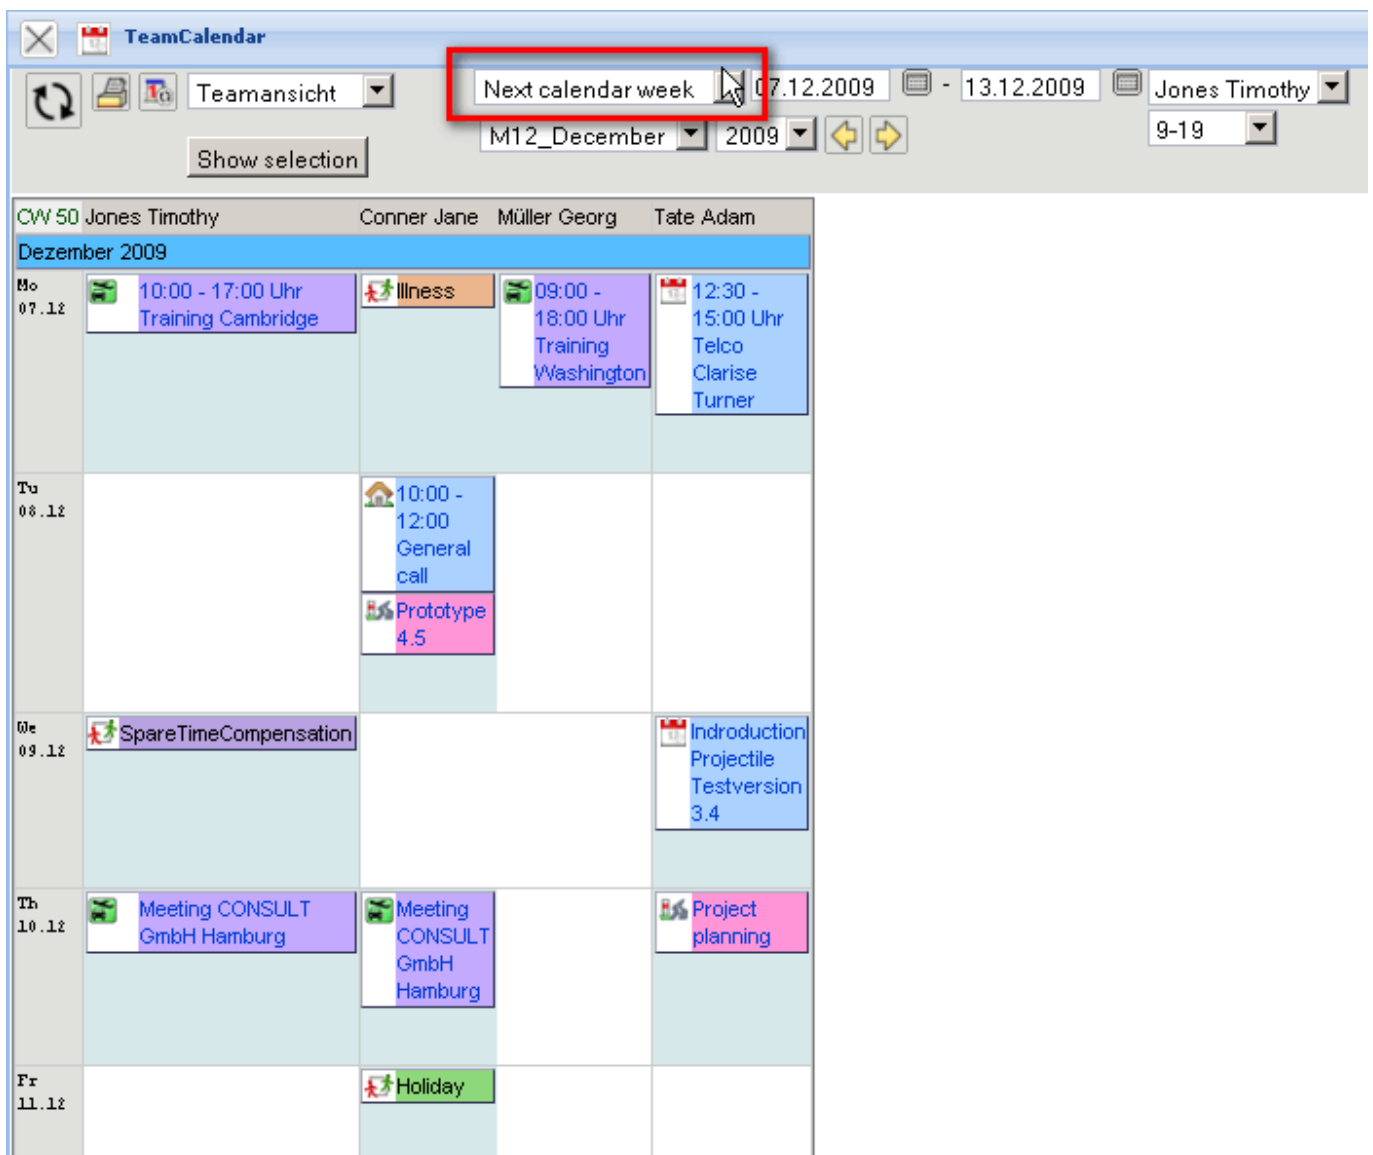 TeamCalendar
Teamansicht
Next calendar week
07.12.2009
-
13.12.2009
Jones Timothy
Show selection
M12_December
2009
9-19
CW 50 Jones Timothy Conner Jane Müller Georg Tate Adam
Dezember 2009
Mo
07.12
10:00 - 17:00 Uhr
Training Cambridge
Illness
09:00 -
18:00 Uhr
Training
Washington
12:30 -
15:00 Uhr
Telco
Clarise
Turner
Tu
08.12
10:00 -
12:00
General
call
Prototype
4.5
We
09.12
SpareTimeCompensation
Indroduction
Projectile
Testversion
3.4
Th
10.12
Meeting CONSULT
GmbH Hamburg
Meeting
CONSULT
GmbH
Hamburg
Project
planning
Fr
11.12
Holiday